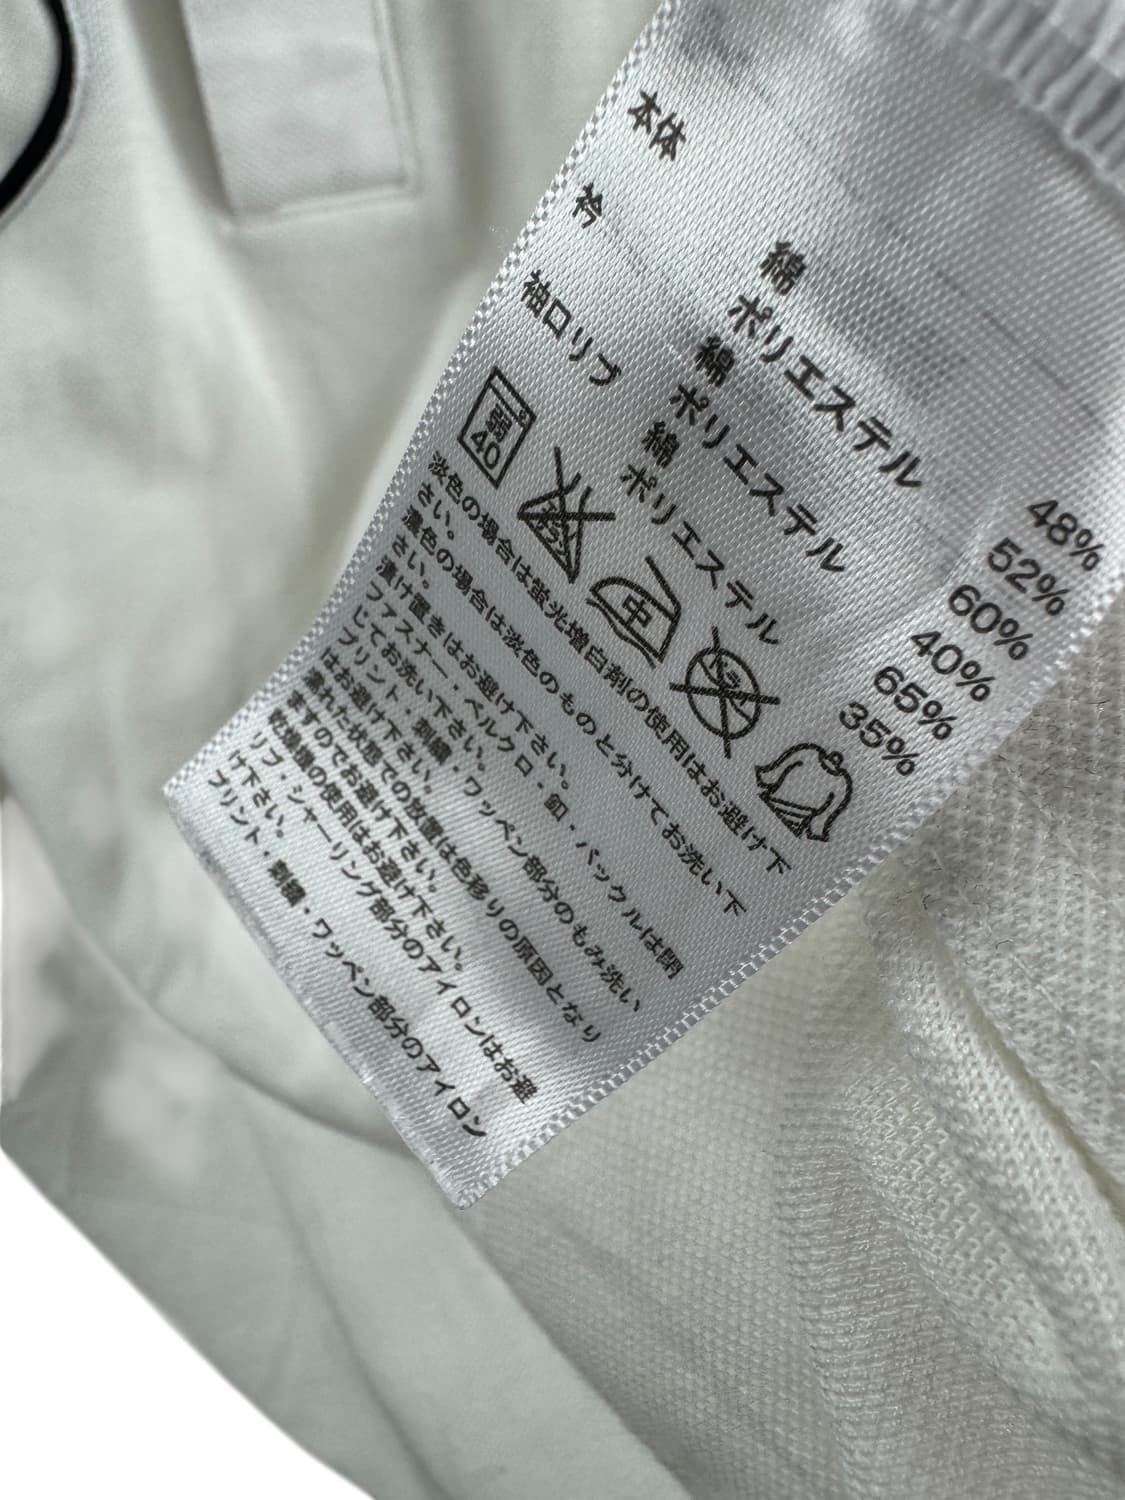 本体
綿 48%
ポリエステル 52%
衿
綿 60%
ポリエステル 40%
袖口リブ
綿 65%
ポリエステル 35%
弱
40
エンソ
サラシ
中
ドライ
淡色の場合は蛍光増白剤の使用はお避け下
さい。
濃色の場合は淡色のものと分けてお洗い下
さい。
漬け置きはお避け下さい。
ファスナー・ベルクロ・釦・バックルは閉
じてお洗い下さい。
プリント・刺繍・ワッペン部分のもみ洗い
はお避け下さい。
濡れた状態での放置は色移りの原因となり
ますのでお避け下さい。
乾燥機の使用はお避け下さい。
リブ・シャーリング部分のアイロンはお避
け下さい。
プリント・刺繍・ワッペン部分のアイロン